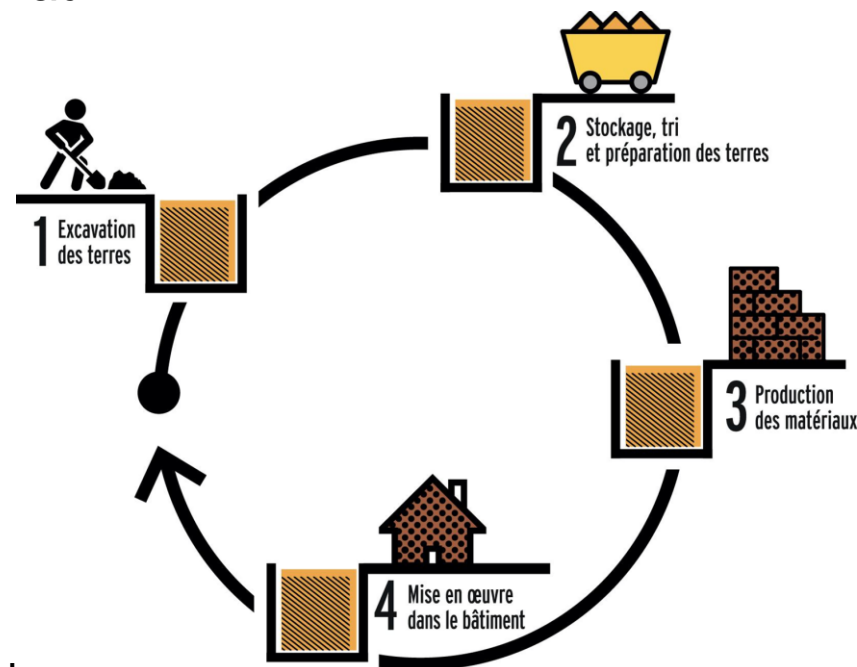 1 Excavation
des terres
2 Stockage, tri
et préparation des terres
3 Production
des matériaux
4 Mise en œuvre
dans le bâtiment